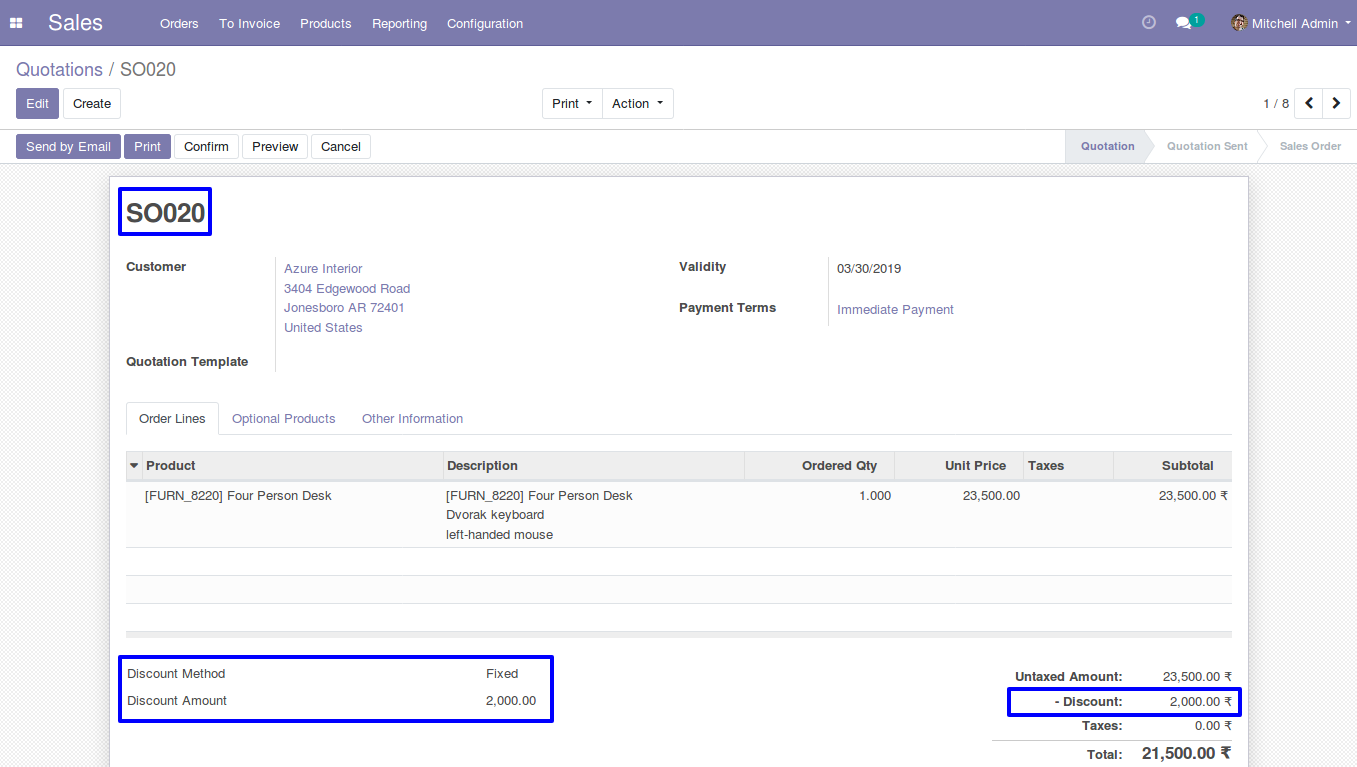 Sales Orders To Invoice Products Reporting Configuration 1 Mitchell Admin
Quotations / SO020
Edit Create Print Action 1 / 8
Send by Email Print Confirm Preview Cancel Quotation Quotation Sent Sales Order
SO020
Customer Azure Interior Validity 03/30/2019
3404 Edgewood Road
Jonesboro AR 72401 Payment Terms Immediate Payment
United States
Quotation Template
Order Lines Optional Products Other Information
Product Description Ordered Qty Unit Price Taxes Subtotal
[FURN_8220] Four Person Desk [FURN_8220] Four Person Desk 1.000 23,500.00 23,500.00 ₹
Dvorak keyboard
left-handed mouse
Discount Method Fixed Untaxed Amount: 23,500.00 ₹
Discount Amount 2,000.00 - Discount: 2,000.00 ₹
Taxes: 0.00 ₹
Total: 21,500.00 ₹